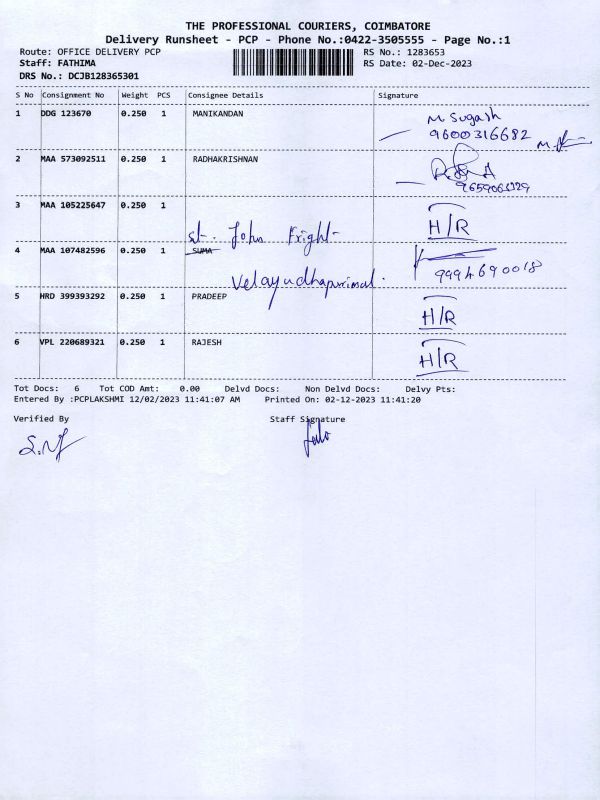 THE PROFESSIONAL COURIERS, COIMBATORE
Delivery Runsheet - PCP - Phone No.:0422-3505555 - Page No.:1
Route: OFFICE DELIVERY PCP RS No.: 1283653
Staff: FATHIMA RS Date: 02-Dec-2023
DRS No.: DCJB128365301
S No Consignment No Weight PCS Consignee Details Signature
1 DDG 123670 0.250 1 MANIKANDAN M Sugash
9600316682
2 MAA 573092511 0.250 1 RADHAKRISHNAN
3 MAA 105225647 0.250 1 H/R
St. John Fright
4 MAA 107482596 0.250 1 SUMA 9994690018
5 HRD 399393292 0.250 1 PRADEEP H/R
6 VPL 220689321 0.250 1 RAJESH H/R
Tot Docs: 6 Tot COD Amt: 0.00 Delvd Docs: Non Delvd Docs: Delvy Pts:
Entered By :PCPLAKSHMI 12/02/2023 11:41:07 AM Printed On: 02-12-2023 11:41:20
Verified By Staff Signature